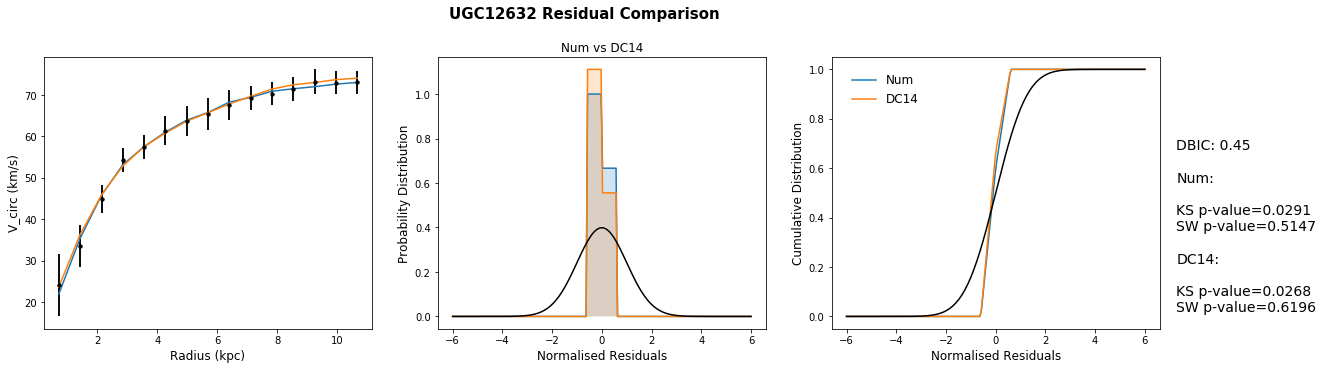 UGC12632 Residual Comparison
V_circ (km/s)
70
60
50
40
30
20
2
4
6
8
10
Radius (kpc)
Num vs DC14
Probability Distribution
1.0
0.8
0.6
0.4
0.2
0.0
−6
−4
−2
0
2
4
6
Normalised Residuals
Cumulative Distribution
1.0
0.8
0.6
0.4
0.2
0.0
Num
DC14
−6
−4
−2
0
2
4
6
Normalised Residuals
DBIC: 0.45
Num:
KS p-value=0.0291
SW p-value=0.5147
DC14:
KS p-value=0.0268
SW p-value=0.6196